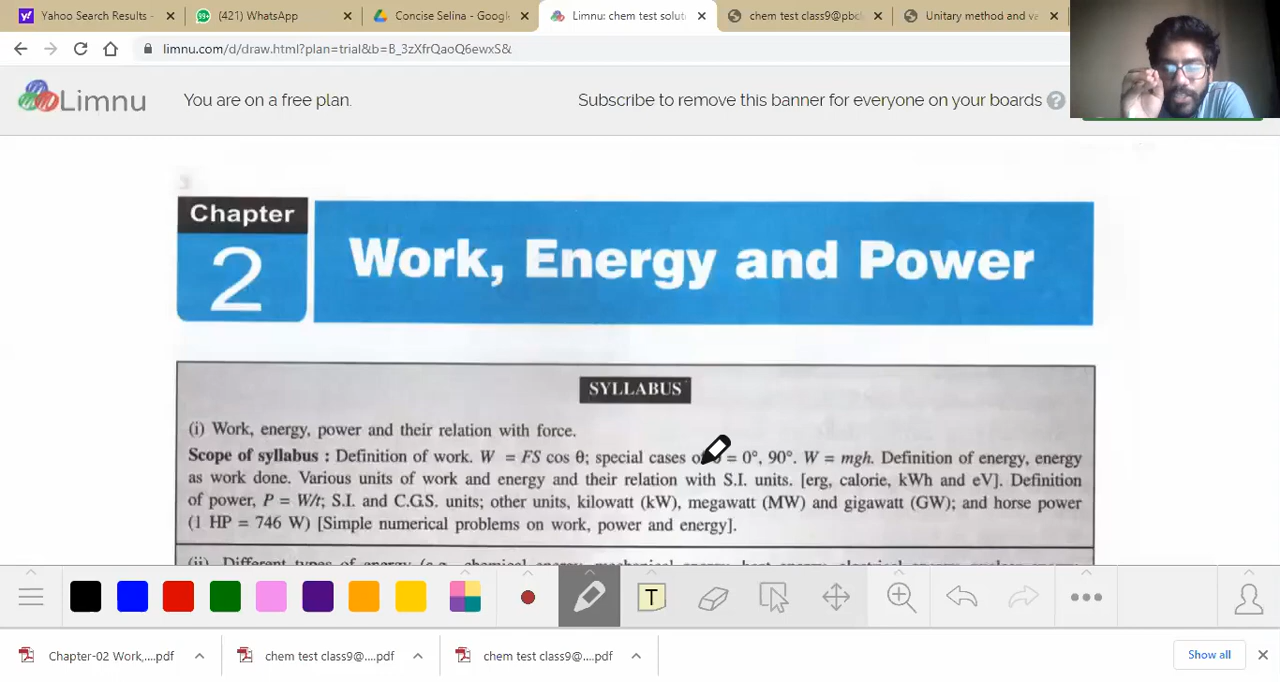 Yahoo Search Results -
(421) WhatsApp
Concise Selina - Google
Limnu: chem test soluti
chem test class9@pbcl
Unitary method and va
limnu.com/d/draw.html?plan=trial&b=B_3zXfrQaoQ6ewxS&
Limnu
You are on a free plan.
Subscribe to remove this banner for everyone on your boards ?
3
Chapter
2
Work, Energy and Power
SYLLABUS
(i) Work, energy, power and their relation with force.
Scope of syllabus : Definition of work. W = FS cos θ; special cases of = 0°, 90°. W = mgh. Definition of energy, energy
as work done. Various units of work and energy and their relation with S.I. units. [erg, calorie, kWh and eV]. Definition
of power, P = W/t; S.I. and C.G.S. units; other units, kilowatt (kW), megawatt (MW) and gigawatt (GW); and horse power
(1 HP = 746 W) [Simple numerical problems on work, power and energy].
(ii) Different types of energy (e.g.
T
Chapter-02 Work,....pdf
chem test class9@....pdf
chem test class9@....pdf
Show all